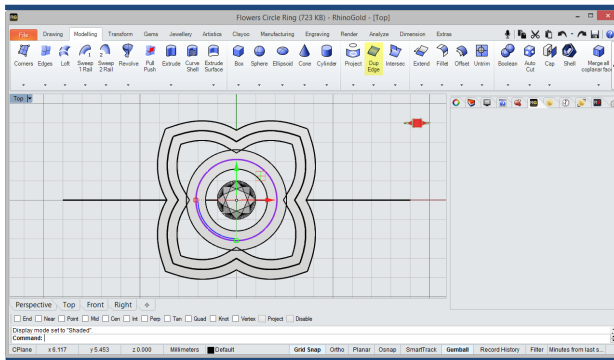 Flowers Circle Ring (723 KB) - RhinoGold - [Top]
File Drawing Modelling Transform Gems Jewellery Artistics Clayoo Manufacturing Engraving Render Analyze Dimension Extras
Corners Edges Loft Sweep 1 Rail Sweep 2 Rail Revolve Pull Push Extrude Curve Shell Extrude Surface Box Sphere Ellipsoid Cone Cylinder Project Dup Edge Intersec Extend Fillet Offset Untrim Boolean Auto Cut Cap Shell Merge all coplanar fac
Top
Perspective Top Front Right
End Near Point Mid Cen Int Perp Tan Quad Knot Vertex Project Disable
Display mode set to "Shaded".
Command:
CPlane x 6.117 y 5.453 z 0.000 Millimeters Default Grid Snap Ortho Planar Osnap SmartTrack Gumball Record History Filter Minutes from last s...